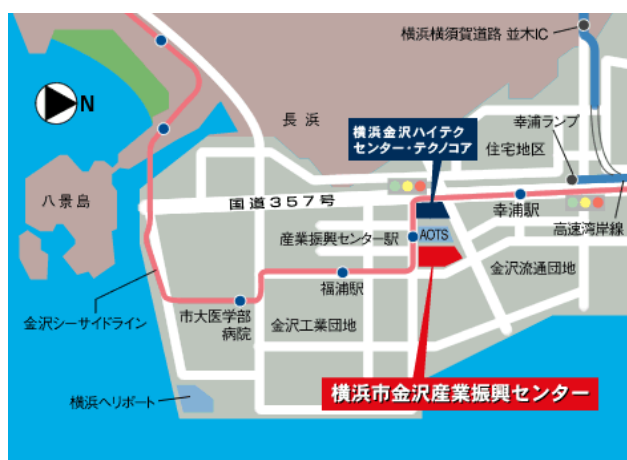 横浜横須賀道路 並木IC
N
長浜
横浜金沢ハイテク
センター・テクノコア
幸浦ランプ
住宅地区
八景島
国道357号
幸浦駅
高速湾岸線
産業振興センター駅
AOTS
金沢流通団地
福浦駅
金沢シーサイドライン
市大医学部
病院
金沢工業団地
横浜ヘリポート
横浜市金沢産業振興センター